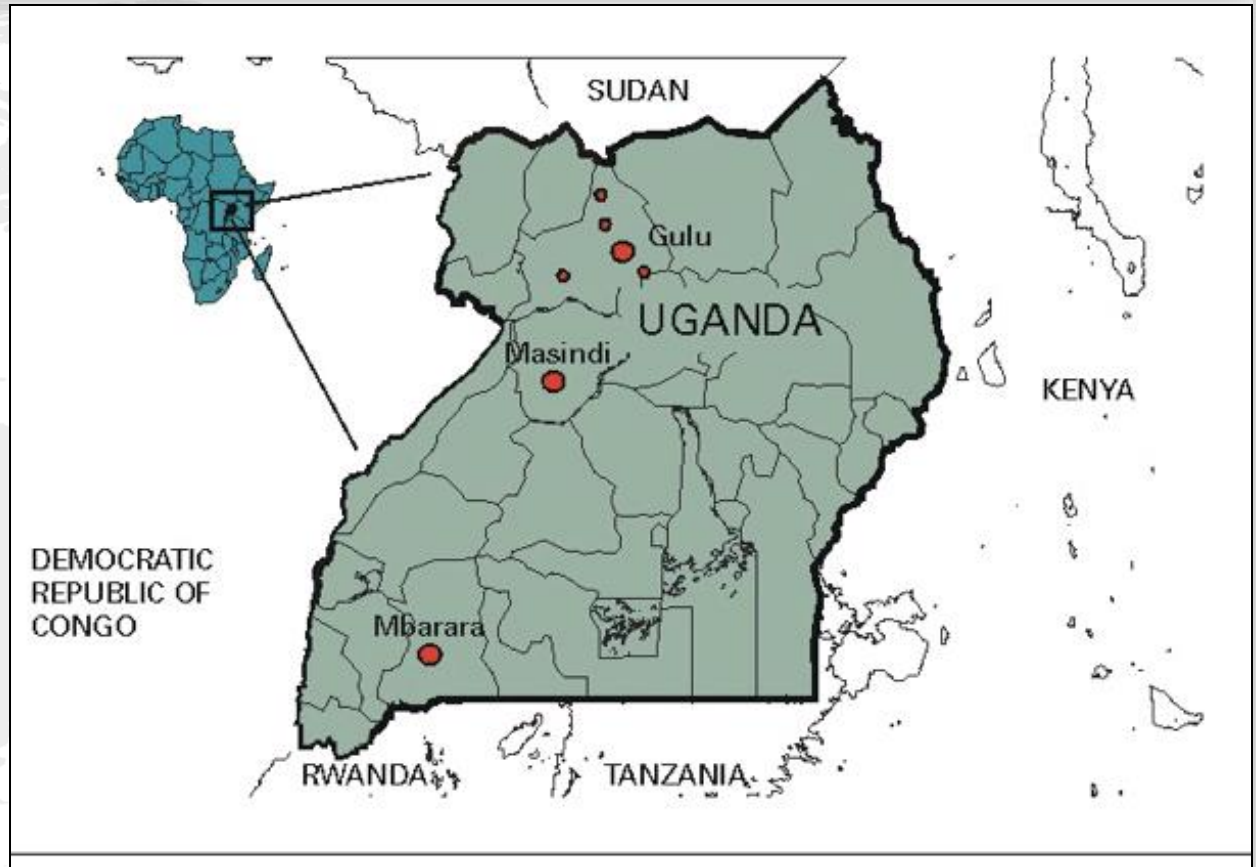 SUDAN
Gulu
UGANDA
Masindi
KENYA
DEMOCRATIC
REPUBLIC OF
CONGO
Mbarara
RWANDA
TANZANIA